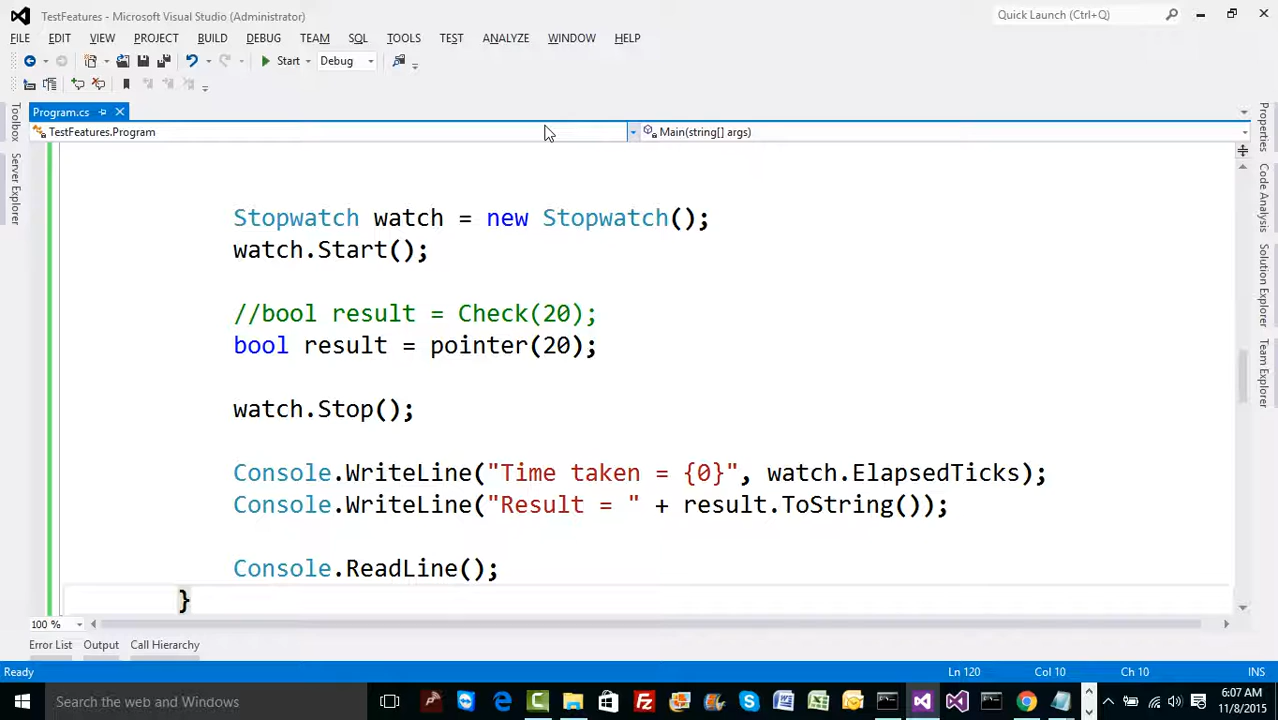 TestFeatures - Microsoft Visual Studio (Administrator)
Quick Launch (Ctrl+Q)
FILE EDIT VIEW PROJECT BUILD DEBUG TEAM SQL TOOLS TEST ANALYZE WINDOW HELP
Start Debug
Program.cs
TestFeatures.Program
Main(string[] args)
Toolbox
Server Explorer
Properties
Code Analysis
Solution Explorer
Team Explorer
Stopwatch watch = new Stopwatch();
watch.Start();
//bool result = Check(20);
bool result = pointer(20);
watch.Stop();
Console.WriteLine("Time taken = {0}", watch.ElapsedTicks);
Console.WriteLine("Result = " + result.ToString());
Console.ReadLine();
}
100 %
Error List Output Call Hierarchy
Ready
Ln 120 Col 10 Ch 10 INS
Search the web and Windows
6:07 AM
11/8/2015